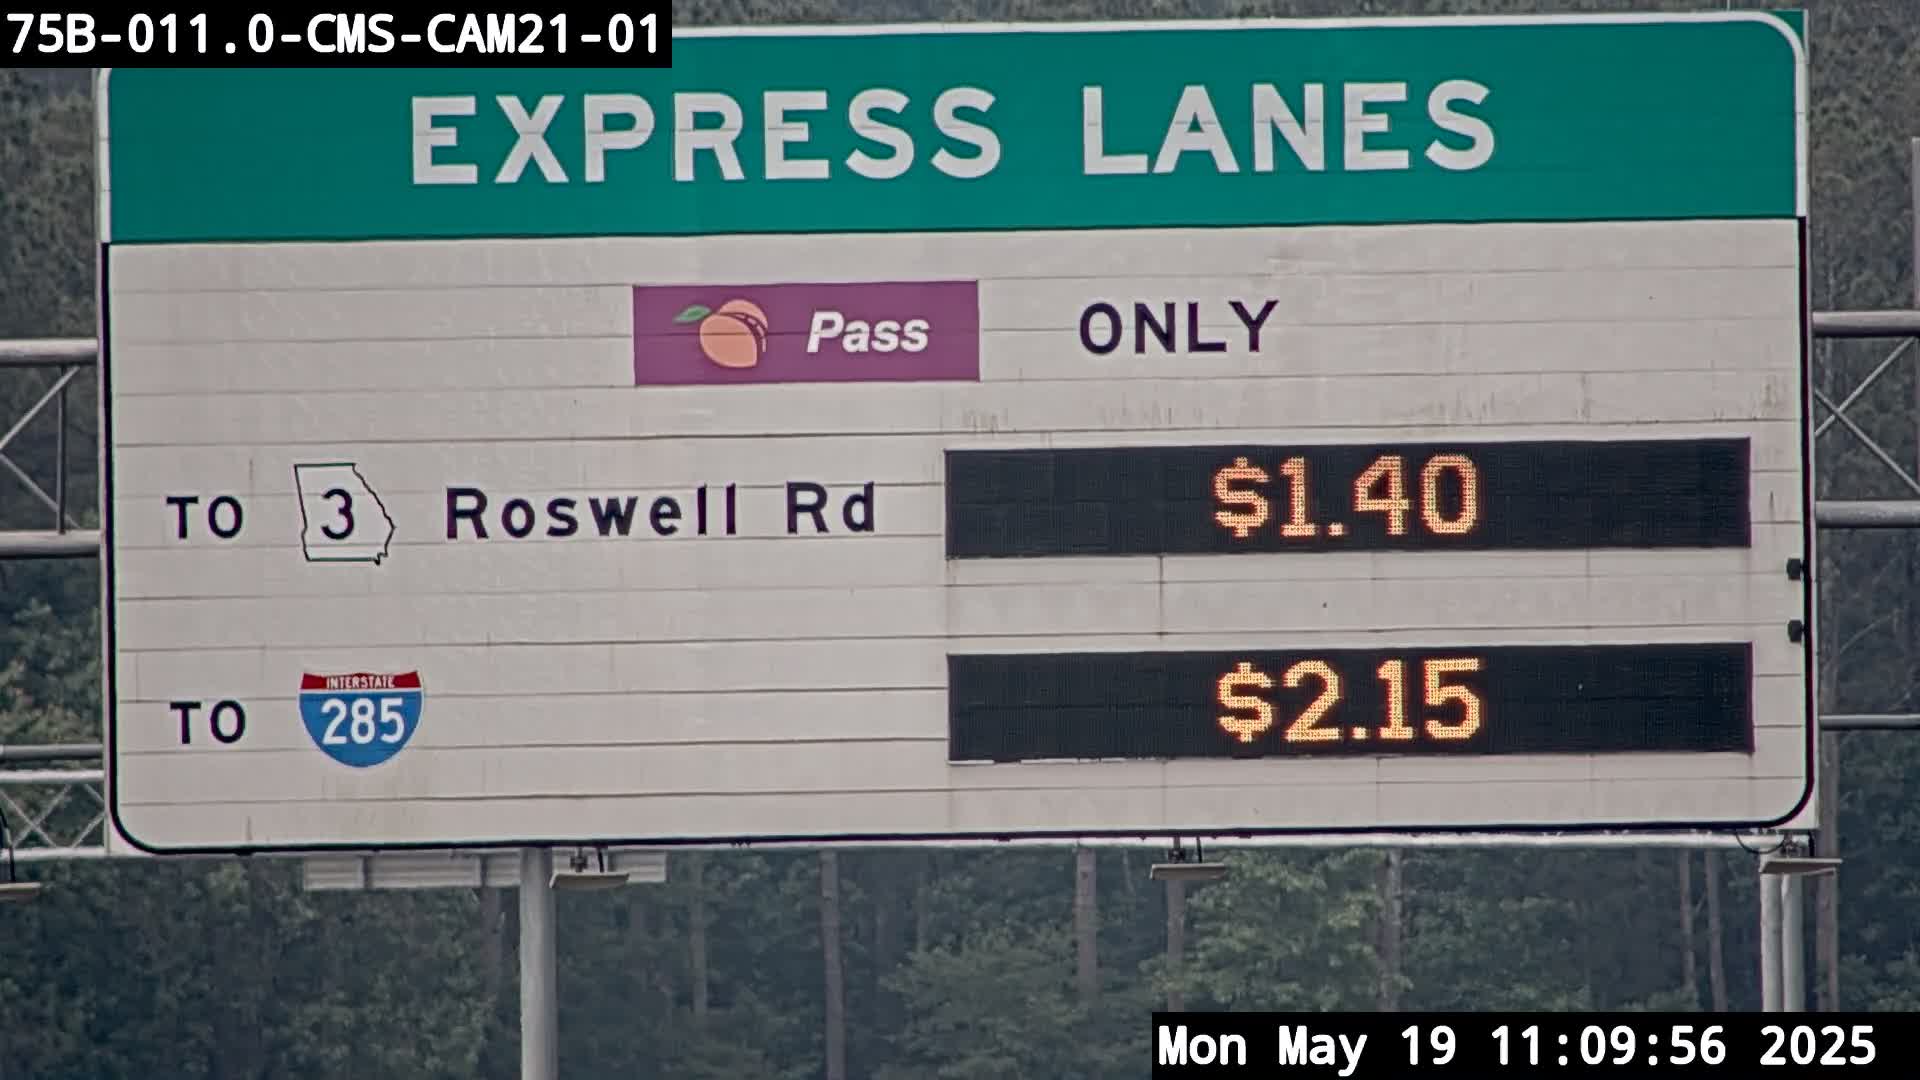 75B-011.0-CMS-CAM21-01
EXPRESS LANES
Pass ONLY
TO 3 Roswell Rd $1.40
INTERSTATE
TO 285 $2.15
Mon May 19 11:09:56 2025